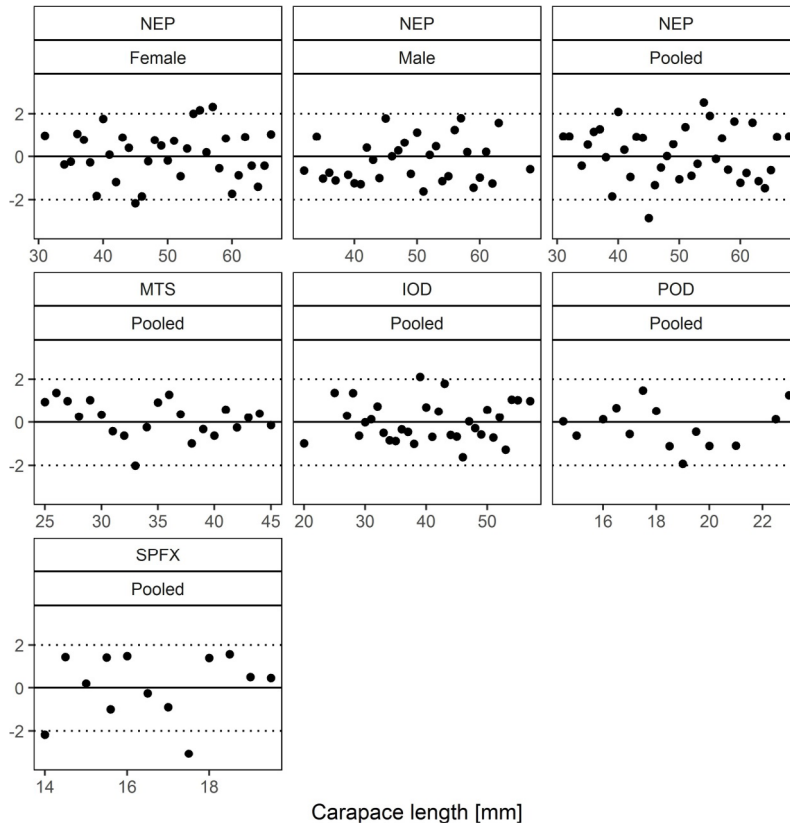 NEP NEP NEP
Female Male Pooled
2
0
-2
30 40 50 60 40 50 60 30 40 50 60
MTS IOD POD
Pooled Pooled Pooled
2
0
-2
25 30 35 40 45 20 30 40 50 16 18 20 22
SPFX
Pooled
2
0
-2
14 16 18
Carapace length [mm]